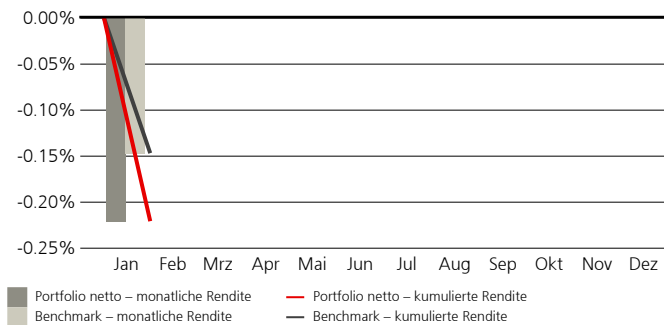 0.00%
-0.05%
-0.10%
-0.15%
-0.20%
-0.25%
Jan Feb Mrz Apr Mai Jun Jul Aug Sep Okt Nov Dez
Portfolio netto – monatliche Rendite Portfolio netto – kumulierte Rendite
Benchmark – monatliche Rendite Benchmark – kumulierte Rendite